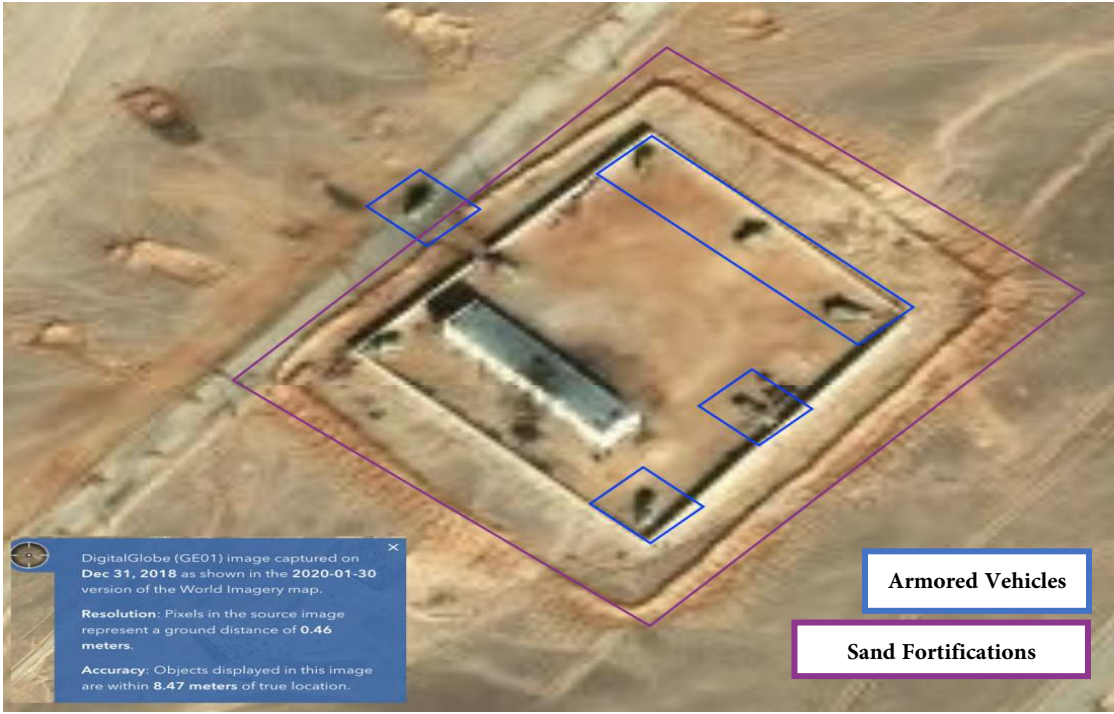 DigitalGlobe (GE01) image captured on
Dec 31, 2018 as shown in the 2020-01-30
version of the World Imagery map.
Resolution: Pixels in the source image
represent a ground distance of 0.46
meters.
Accuracy: Objects displayed in this image
are within 8.47 meters of true location.
Armored Vehicles
Sand Fortifications